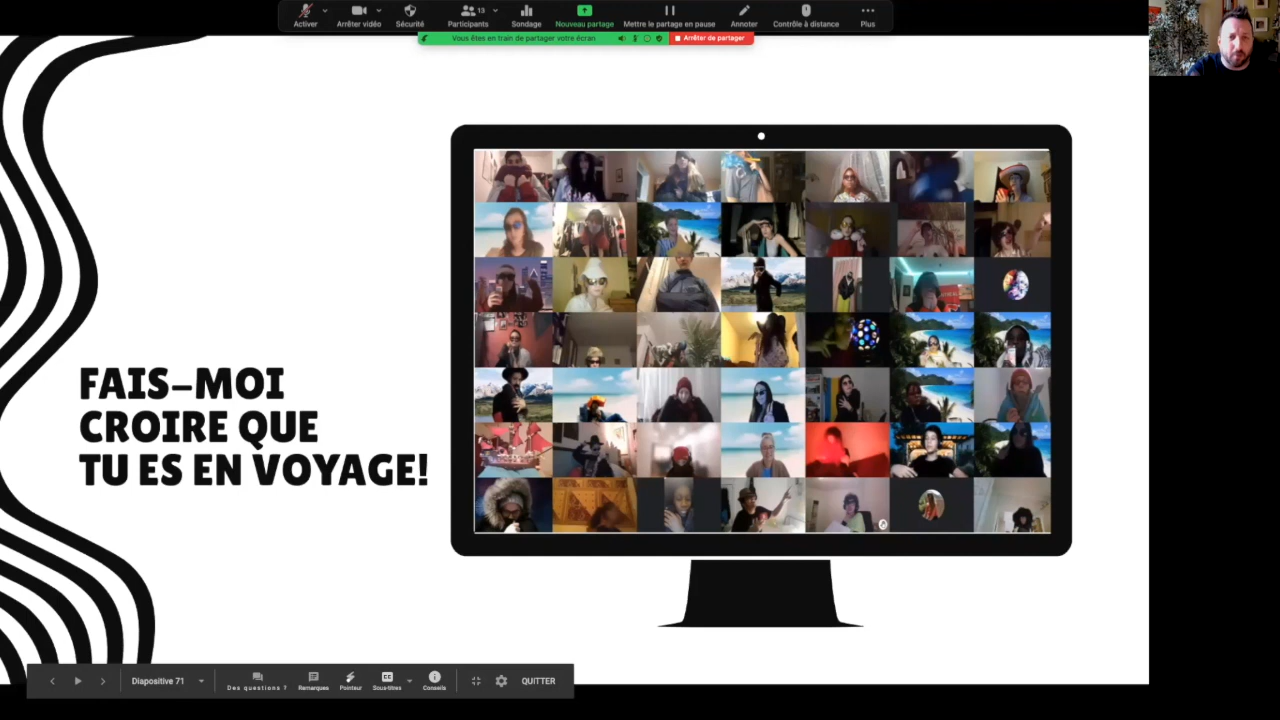 Activer
Arrêter vidéo
Sécurité
Participants
13
Sondage
Nouveau partage
Mettre le partage en pause
Annoter
Contrôle à distance
Plus
Vous êtes en train de partager votre écran
Arrêter de partager
FAIS-MOI
CROIRE QUE
TU ES EN VOYAGE!
Diapositive 71
Des questions ?
Remarques
Pointeur
CC
Sous-titres
Conseils
QUITTER